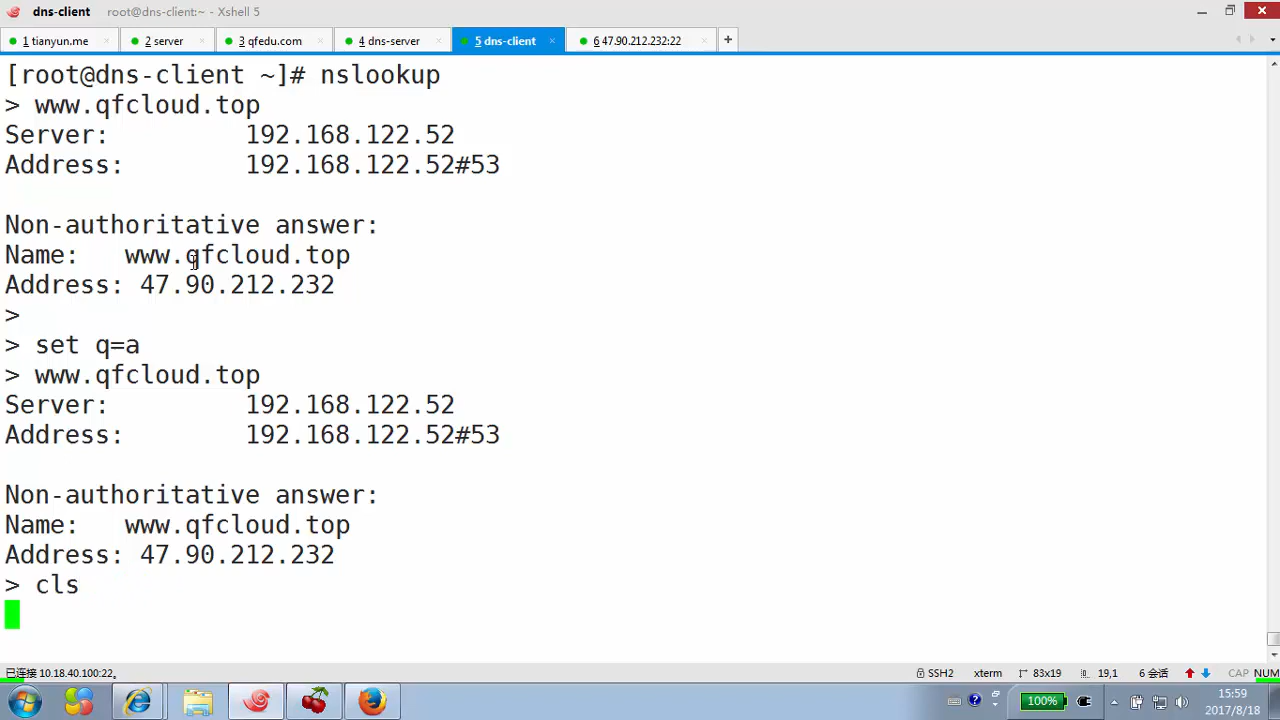 dns-client root@dns-client:~ - Xshell 5
1 tianyun.me × 2 server × 3 qfedu.com × 4 dns-server × 5 dns-client × 6 47.90.212.232:22 × +
[root@dns-client ~]# nslookup
> www.qfcloud.top
Server: 192.168.122.52
Address: 192.168.122.52#53
Non-authoritative answer:
Name: www.qfcloud.top
Address: 47.90.212.232
>
> set q=a
> www.qfcloud.top
Server: 192.168.122.52
Address: 192.168.122.52#53
Non-authoritative answer:
Name: www.qfcloud.top
Address: 47.90.212.232
> cls
已连接 10.18.40.100:22。 SSH2 xterm 83x19 19,1 6 会话 CAP NUM
100% 15:59
2017/8/18